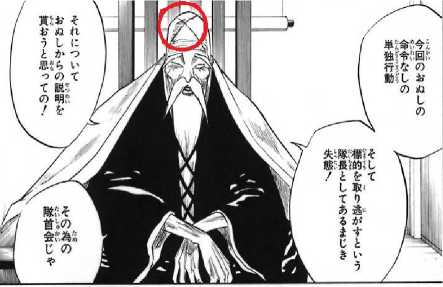 今回のおぬしの
命令なしの
単独行動
そして
標的を取り逃がすという
隊長としてあるまじき
失態!
それについて
おぬしからの説明を
貰おうと思っての!
その為の
隊首会じゃ